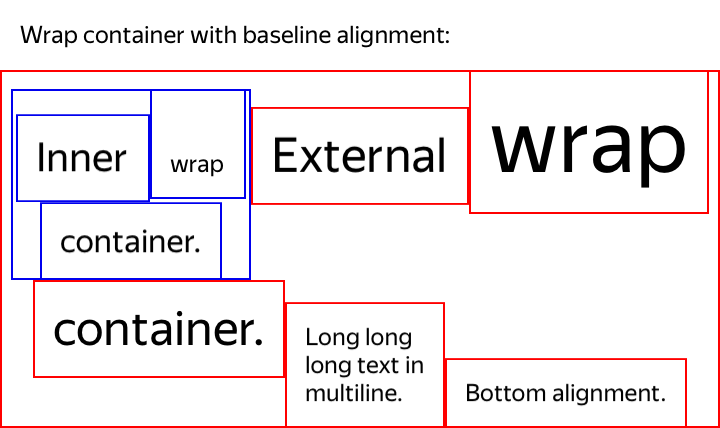 Wrap container with baseline alignment:
Inner wrap
container.
External wrap
container.
Long long
long text in
multiline.
Bottom alignment.